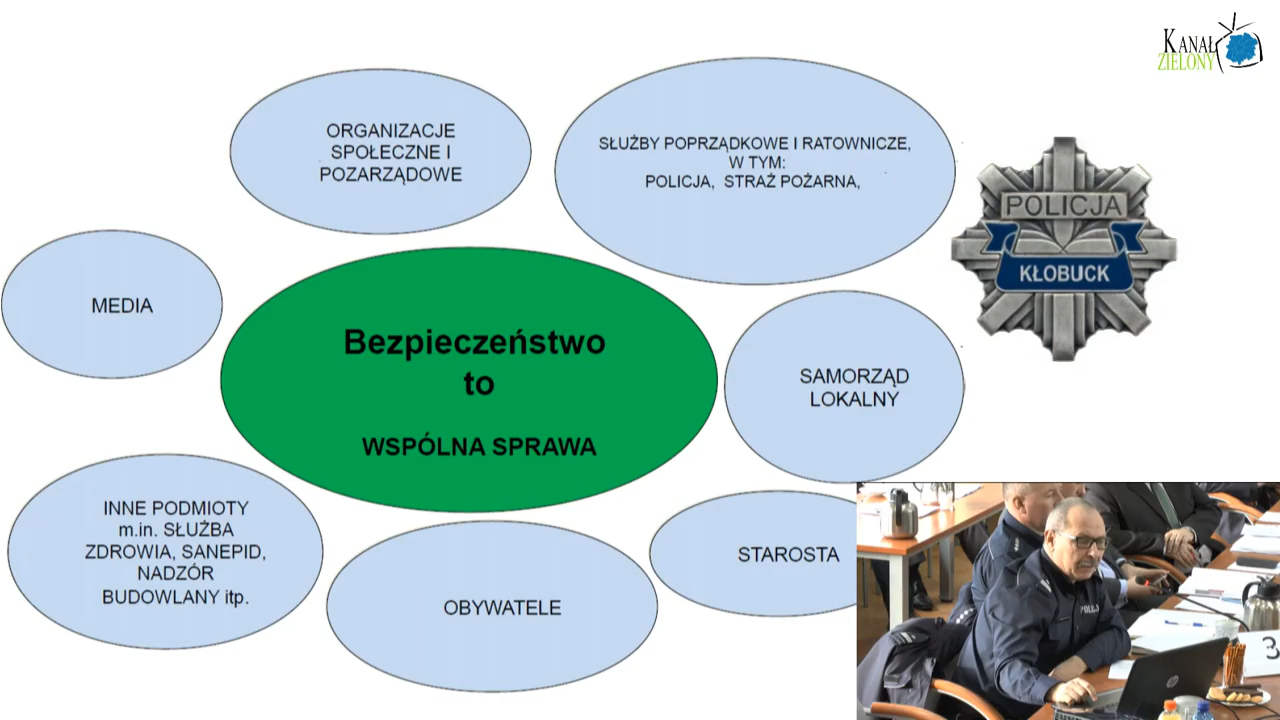 KANAŁ
ZIELONY
ORGANIZACJE
SPOŁECZNE I
POZARZĄDOWE
SŁUŻBY POPRZĄDKOWE I RATOWNICZE,
W TYM:
POLICJA, STRAŻ POŻARNA,
POLICJA
KŁOBUCK
MEDIA
Bezpieczeństwo
to
WSPÓLNA SPRAWA
SAMORZĄD
LOKALNY
INNE PODMIOTY
m.in. SŁUŻBA
ZDROWIA, SANEPID,
NADZÓR
BUDOWLANY itp.
OBYWATELE
STAROSTA
POLICJA
3
hp